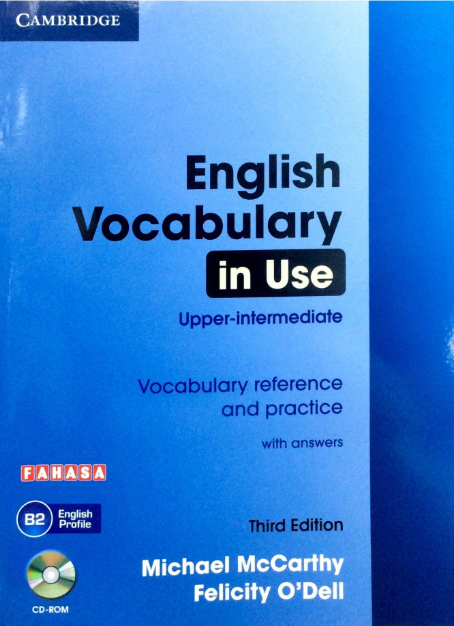 CAMBRIDGE
English
Vocabulary
in Use
Upper-intermediate
Vocabulary reference
and practice
with answers
FAHASA
B2 English
Profile
Third Edition
CD-ROM
Michael McCarthy
Felicity O'Dell